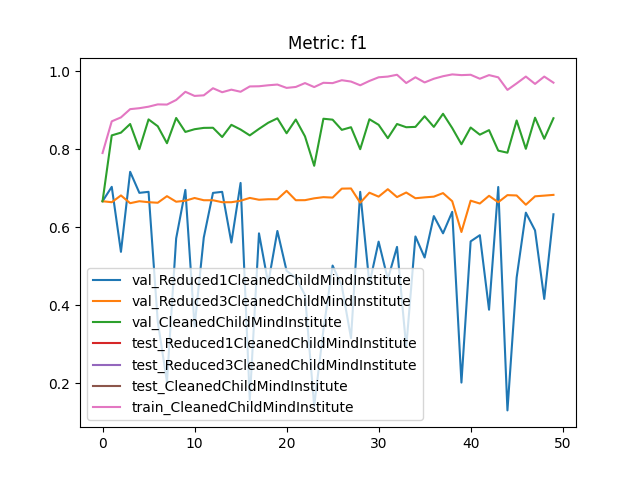 Metric: f1
1.0
0.8
0.6
0.4
0.2
val_Reduced1CleanedChildMindInstitute
val_Reduced3CleanedChildMindInstitute
val_CleanedChildMindInstitute
test_Reduced1CleanedChildMindInstitute
test_Reduced3CleanedChildMindInstitute
test_CleanedChildMindInstitute
train_CleanedChildMindInstitute
0 10 20 30 40 50